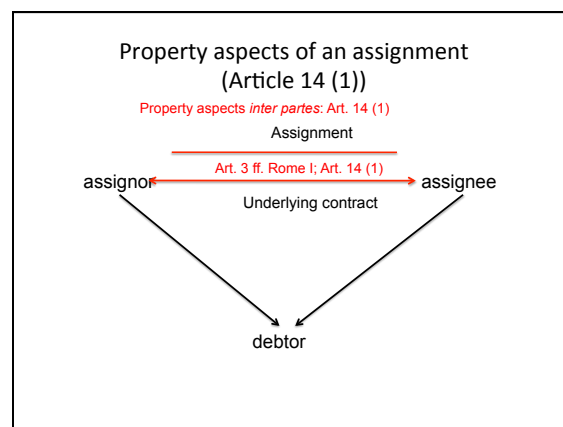 Property aspects of an assignment
(Article 14 (1))
Property aspects inter partes: Art. 14 (1)
Assignment
Art. 3 ff. Rome I; Art. 14 (1)
assignor
assignee
Underlying contract
debtor